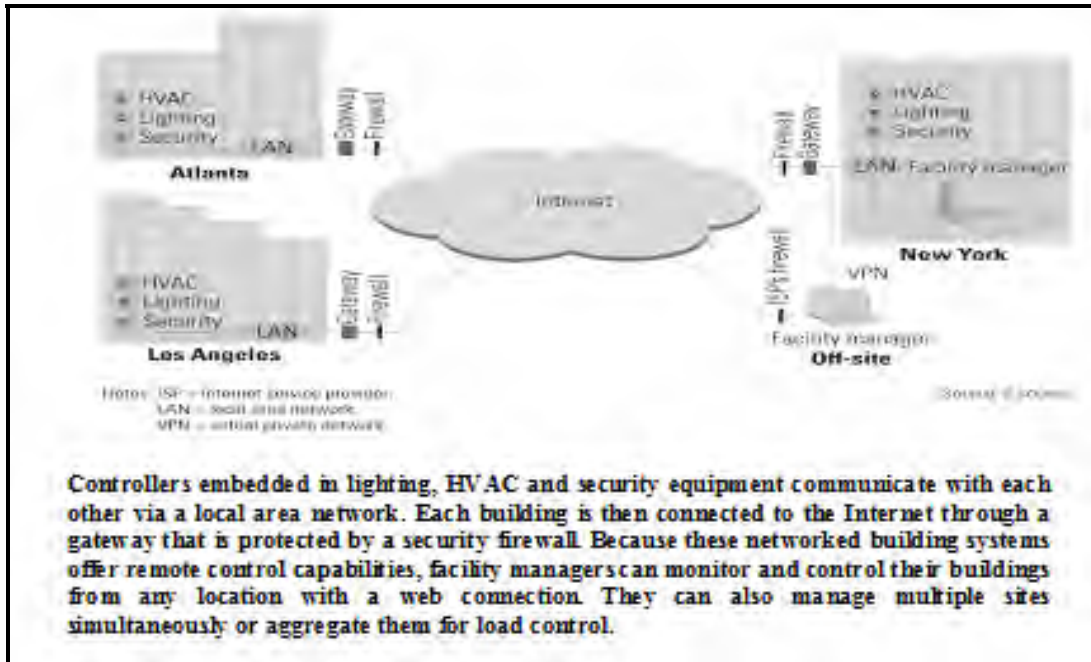 HVAC
Lighting
Security
LAN
Atlanta
Gateway
Firewall
HVAC
Lighting
Security
LAN
Los Angeles
Gateway
Firewall
Internet
Firewall
Gateway
HVAC
Lighting
Security
LAN Facility manager
New York
VPN
ISP's firewall
Facility manager
Off-site
Notes: ISP = internet service provider.
LAN = local area network.
VPN = virtual private network.
Source:
Controllers embedded in lighting, HVAC and security equipment communicate with each
other via a local area network. Each building is then connected to the Internet through a
gateway that is protected by a security firewall. Because these networked building systems
offer remote control capabilities, facility managers can monitor and control their buildings
from any location with a web connection. They can also manage multiple sites
simultaneously or aggregate them for load control.